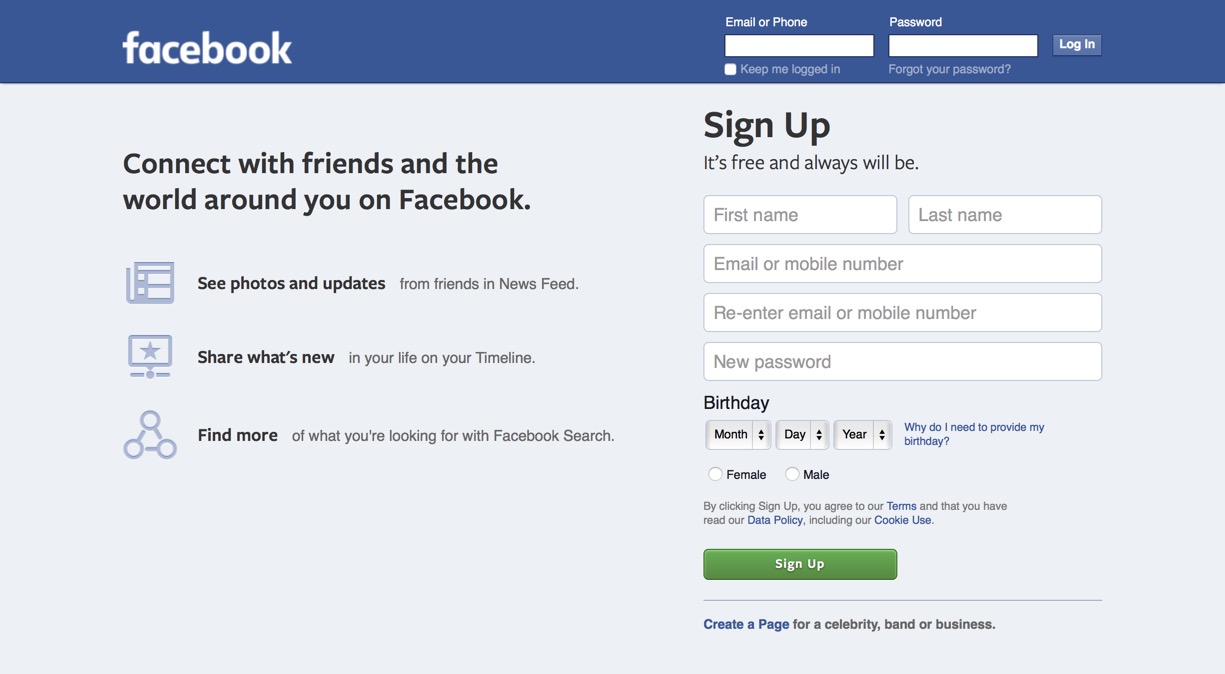 facebook
Email or Phone
Password
Log In
Keep me logged in
Forgot your password?
Connect with friends and the
world around you on Facebook.
See photos and updates from friends in News Feed.
Share what's new in your life on your Timeline.
Find more of what you're looking for with Facebook Search.
Sign Up
It's free and always will be.
First name
Last name
Email or mobile number
Re-enter email or mobile number
New password
Birthday
Month
Day
Year
Why do I need to provide my
birthday?
Female
Male
By clicking Sign Up, you agree to our Terms and that you have
read our Data Policy, including our Cookie Use.
Sign Up
Create a Page for a celebrity, band or business.